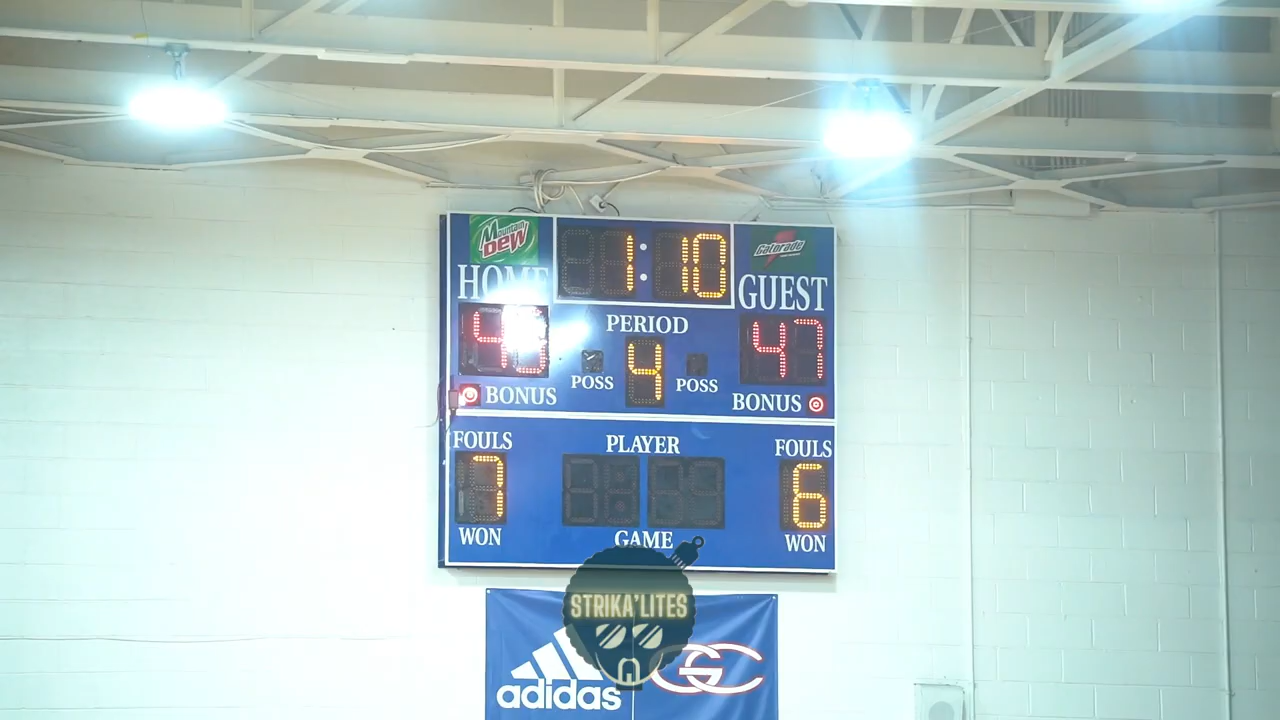 Mountain Dew
1:10
Gatorade
HOME
GUEST
PERIOD
4
47
4
POSS
POSS
BONUS
BONUS
FOULS
PLAYER
FOULS
7
6
WON
GAME
WON
STRIKA'LITES
adidas
GC